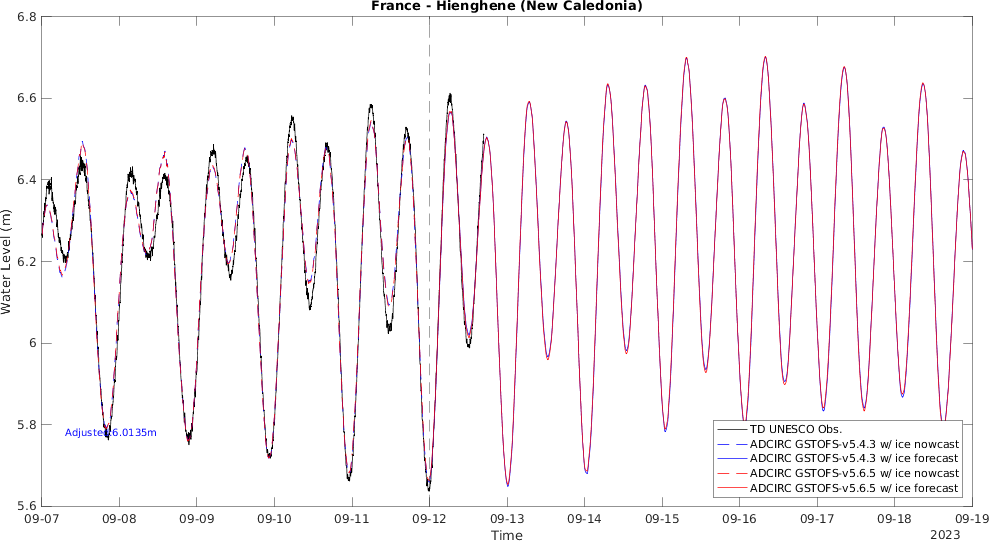 France - Hienghene (New Caledonia)
6.8
6.6
6.4
6.2
6
5.8
5.6
Water Level (m)
Adjusted 6.0135m
TD UNESCO Obs.
ADCIRC GSTOFS-v5.4.3 w/ ice nowcast
ADCIRC GSTOFS-v5.4.3 w/ ice forecast
ADCIRC GSTOFS-v5.6.5 w/ ice nowcast
ADCIRC GSTOFS-v5.6.5 w/ ice forecast
09-07 09-08 09-09 09-10 09-11 09-12 09-13 09-14 09-15 09-16 09-17 09-18 09-19
Time
2023